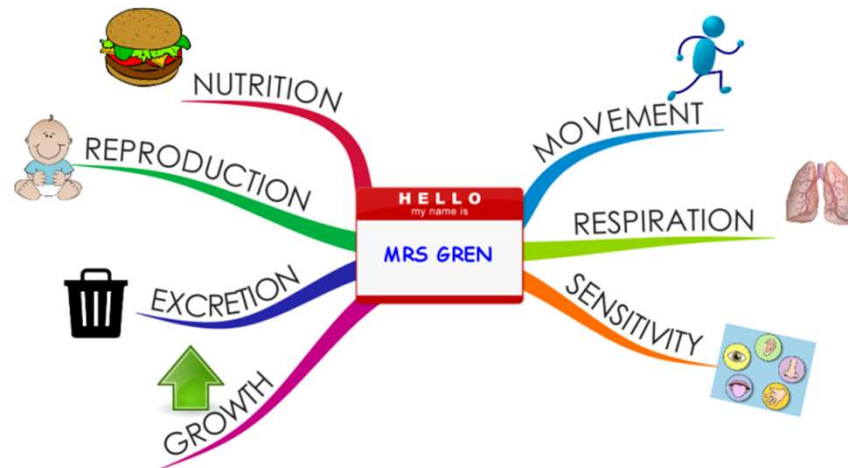 HELLO
my name is
MRS GREN
MOVEMENT
RESPIRATION
SENSITIVITY
GROWTH
EXCRETION
REPRODUCTION
NUTRITION